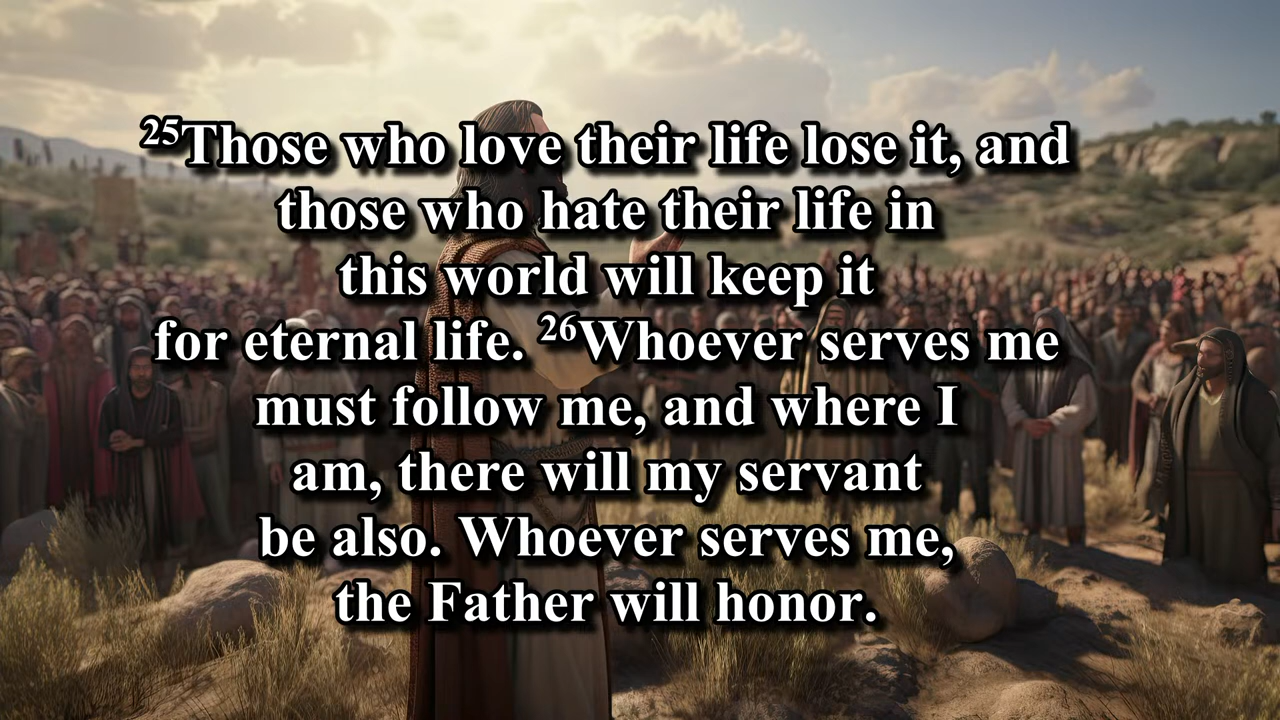 25Those who love their life lose it, and
those who hate their life in
this world will keep it
for eternal life. 26Whoever serves me
must follow me, and where I
am, there will my servant
be also. Whoever serves me,
the Father will honor.